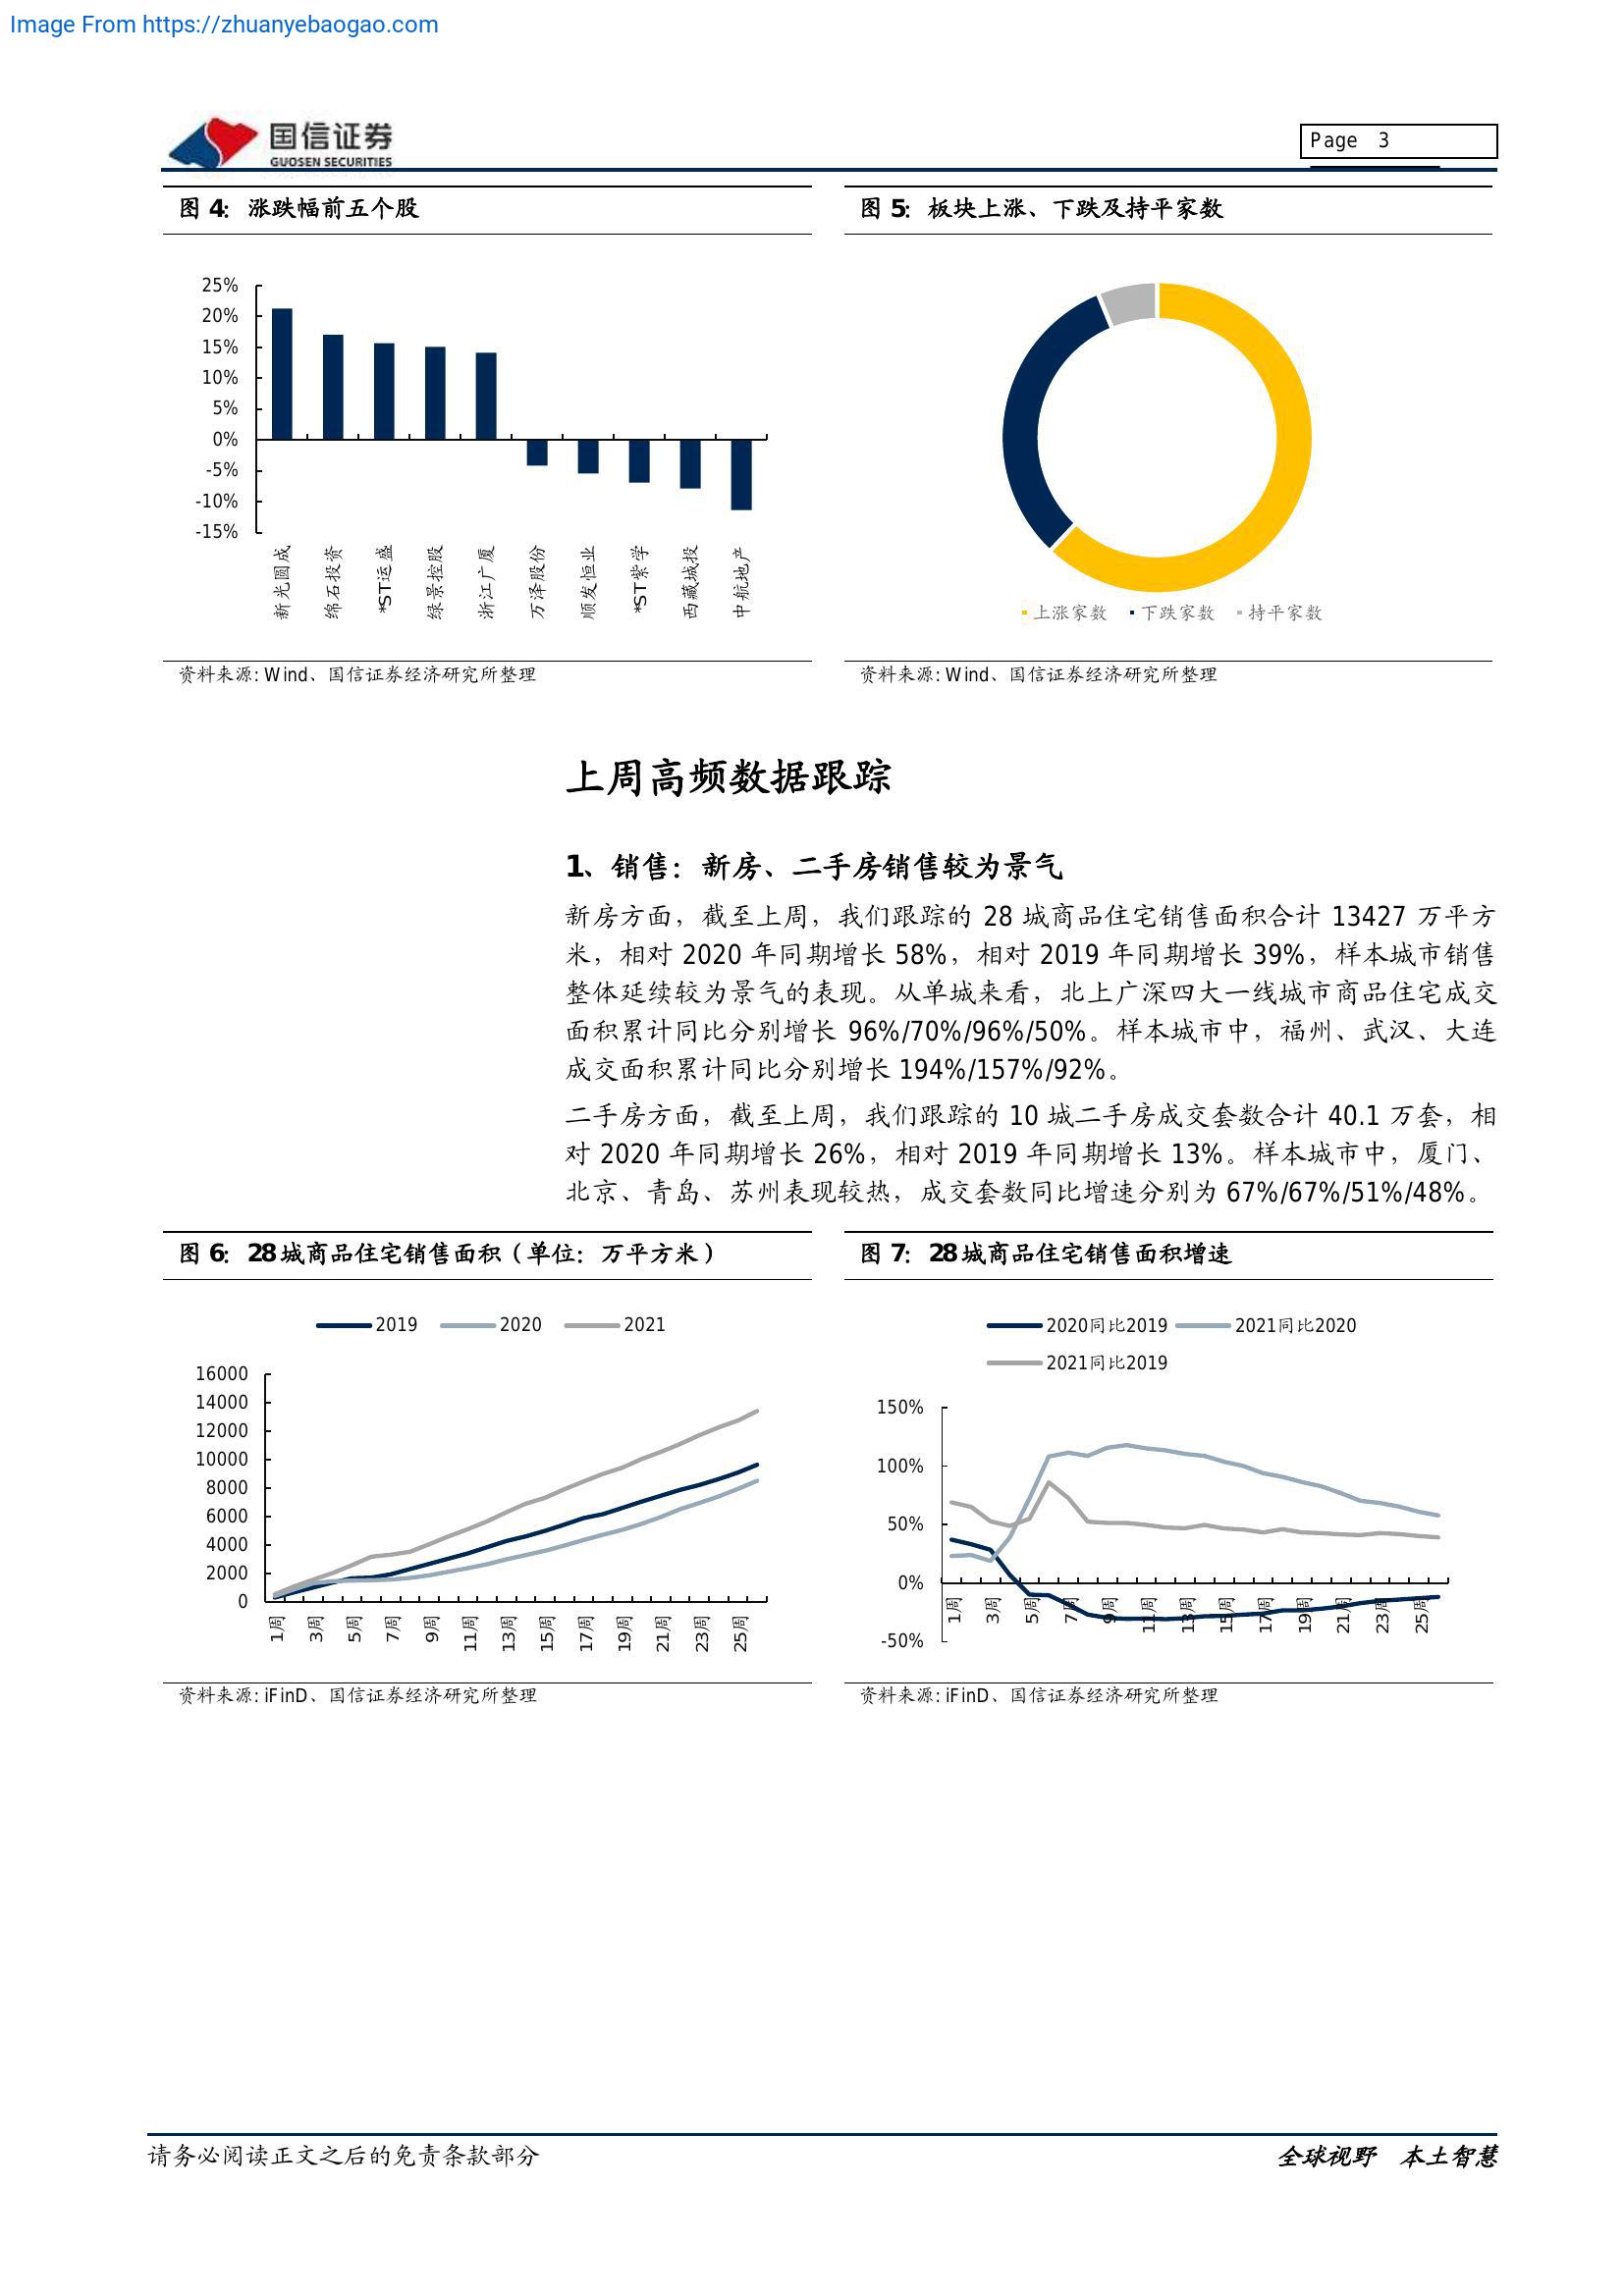 Image From https://zhuanyebaogao.com
国信证券
GUOSEN SECURITIES
Page 3
图 4：涨跌幅前五个股
25%
20%
15%
10%
5%
0%
-5%
-10%
-15%
新光圆成
绵石投资
*ST运盛
绿景控股
浙江广厦
万泽股份
顺发恒业
*ST紫学
西藏城投
中航地产
资料来源: Wind、国信证券经济研究所整理
图 5：板块上涨、下跌及持平家数
上涨家数 下跌家数 持平家数
资料来源: Wind、国信证券经济研究所整理
上周高频数据跟踪
1、销售：新房、二手房销售较为景气
新房方面，截至上周，我们跟踪的 28 城商品住宅销售面积合计 13427 万平方
米，相对 2020 年同期增长 58%，相对 2019 年同期增长 39%，样本城市销售
整体延续较为景气的表现。从单城来看，北上广深四大一线城市商品住宅成交
面积累计同比分别增长 96%/70%/96%/50%。样本城市中，福州、武汉、大连
成交面积累计同比分别增长 194%/157%/92%。
二手房方面，截至上周，我们跟踪的 10 城二手房成交套数合计 40.1 万套，相
对 2020 年同期增长 26%，相对 2019 年同期增长 13%。样本城市中，厦门、
北京、青岛、苏州表现较热，成交套数同比增速分别为 67%/67%/51%/48%。
图 6：28城商品住宅销售面积（单位：万平方米）
2019 2020 2021
16000
14000
12000
10000
8000
6000
4000
2000
0
1周
3周
5周
7周
9周
11周
13周
15周
17周
19周
21周
23周
25周
资料来源: iFinD、国信证券经济研究所整理
图 7：28城商品住宅销售面积增速
2020同比2019 2021同比2020
2021同比2019
150%
100%
50%
0%
-50%
1周
3周
5周
7周
9周
11周
13周
15周
17周
19周
21周
23周
25周
资料来源: iFinD、国信证券经济研究所整理
请务必阅读正文之后的免责条款部分
全球视野 本土智慧